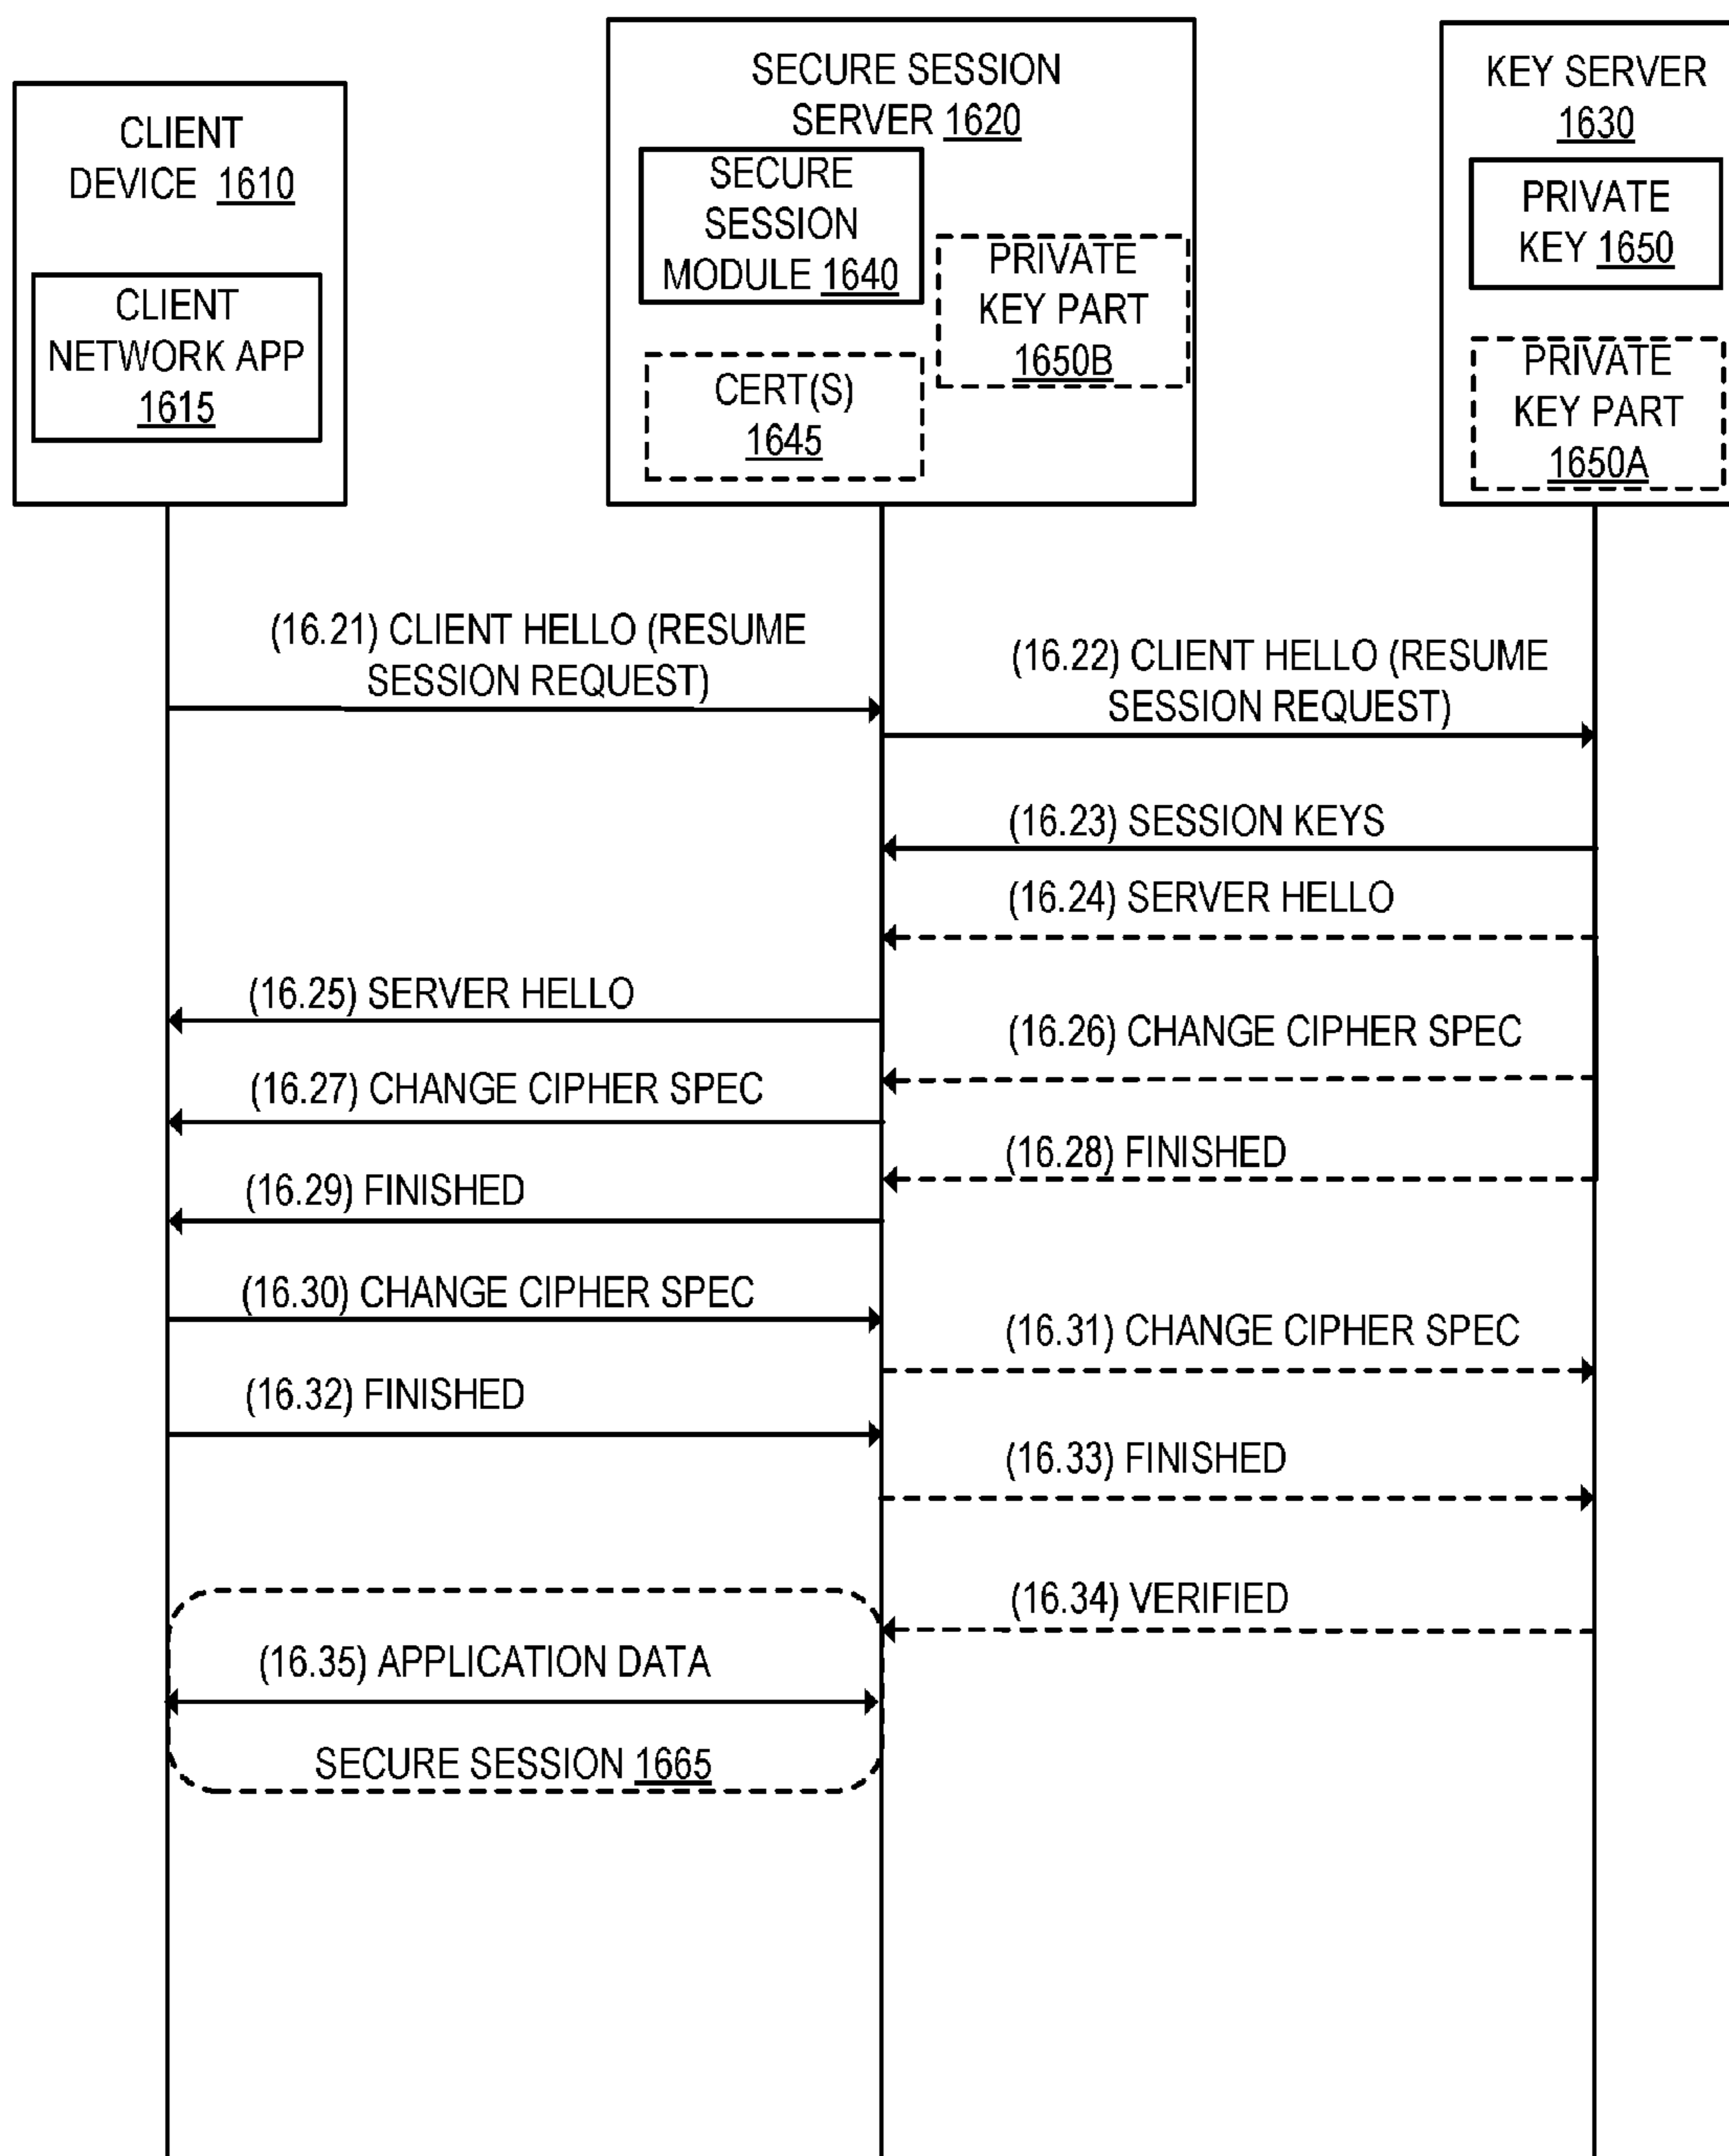 CLIENT
DEVICE 1610
CLIENT
NETWORK APP
1615
SECURE SESSION
SERVER 1620
SECURE
SESSION
MODULE 1640
PRIVATE
KEY PART
1650B
CERT(S)
1645
KEY SERVER
1630
PRIVATE
KEY 1650
PRIVATE
KEY PART
1650A
(16.21) CLIENT HELLO (RESUME
SESSION REQUEST)
(16.22) CLIENT HELLO (RESUME
SESSION REQUEST)
(16.23) SESSION KEYS
(16.24) SERVER HELLO
(16.25) SERVER HELLO
(16.26) CHANGE CIPHER SPEC
(16.27) CHANGE CIPHER SPEC
(16.28) FINISHED
(16.29) FINISHED
(16.30) CHANGE CIPHER SPEC
(16.31) CHANGE CIPHER SPEC
(16.32) FINISHED
(16.33) FINISHED
(16.34) VERIFIED
(16.35) APPLICATION DATA
SECURE SESSION 1665